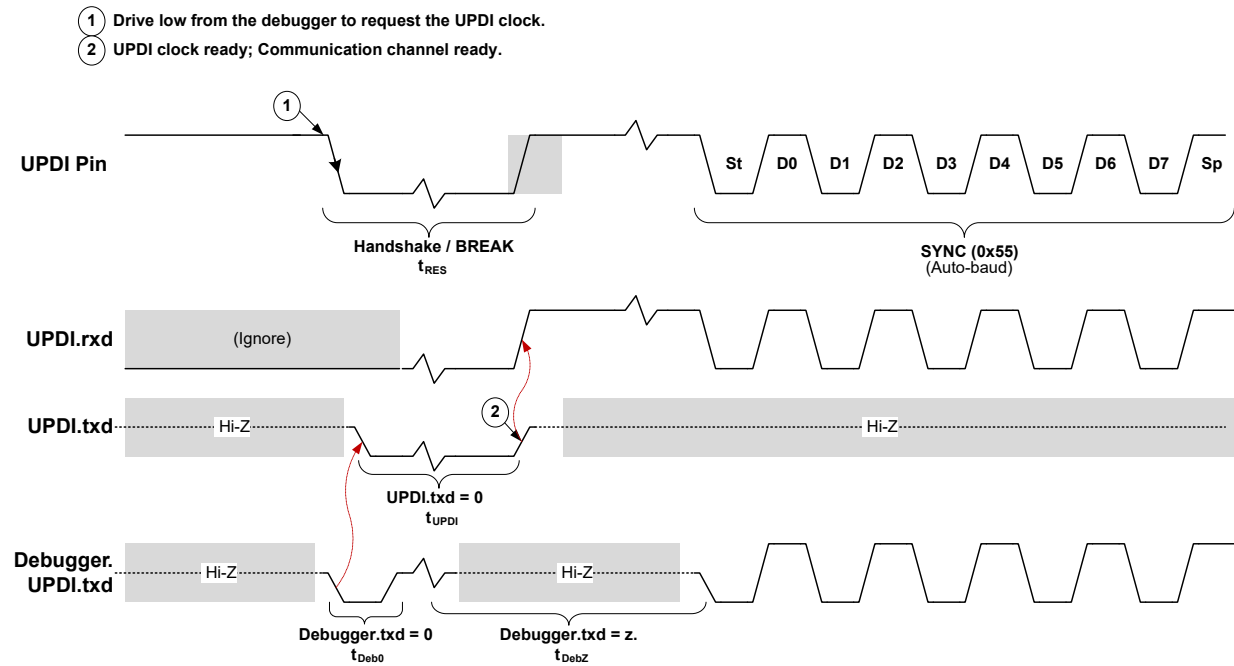 1 Drive low from the debugger to request the UPDI clock.
2 UPDI clock ready; Communication channel ready.
1
UPDI Pin
St D0 D1 D2 D3 D4 D5 D6 D7 Sp
Handshake / BREAK
tRES
SYNC (0x55)
(Auto-baud)
UPDI.rxd
(Ignore)
2
UPDI.txd
Hi-Z
Hi-Z
UPDI.txd = 0
tUPDI
Debugger.
UPDI.txd
Hi-Z
Hi-Z
Debugger.txd = 0
tDeb0
Debugger.txd = z.
tDebZ